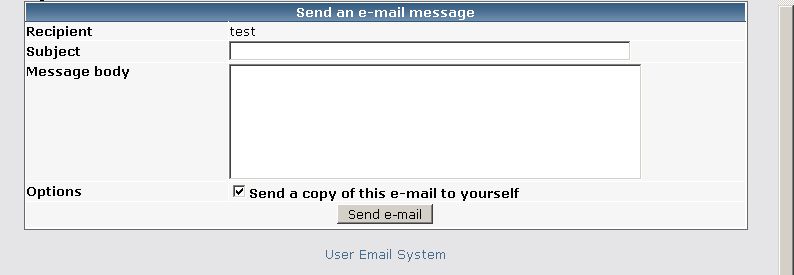 Send an e-mail message
Recipient test
Subject
Message body
Options Send a copy of this e-mail to yourself
Send e-mail
User Email System